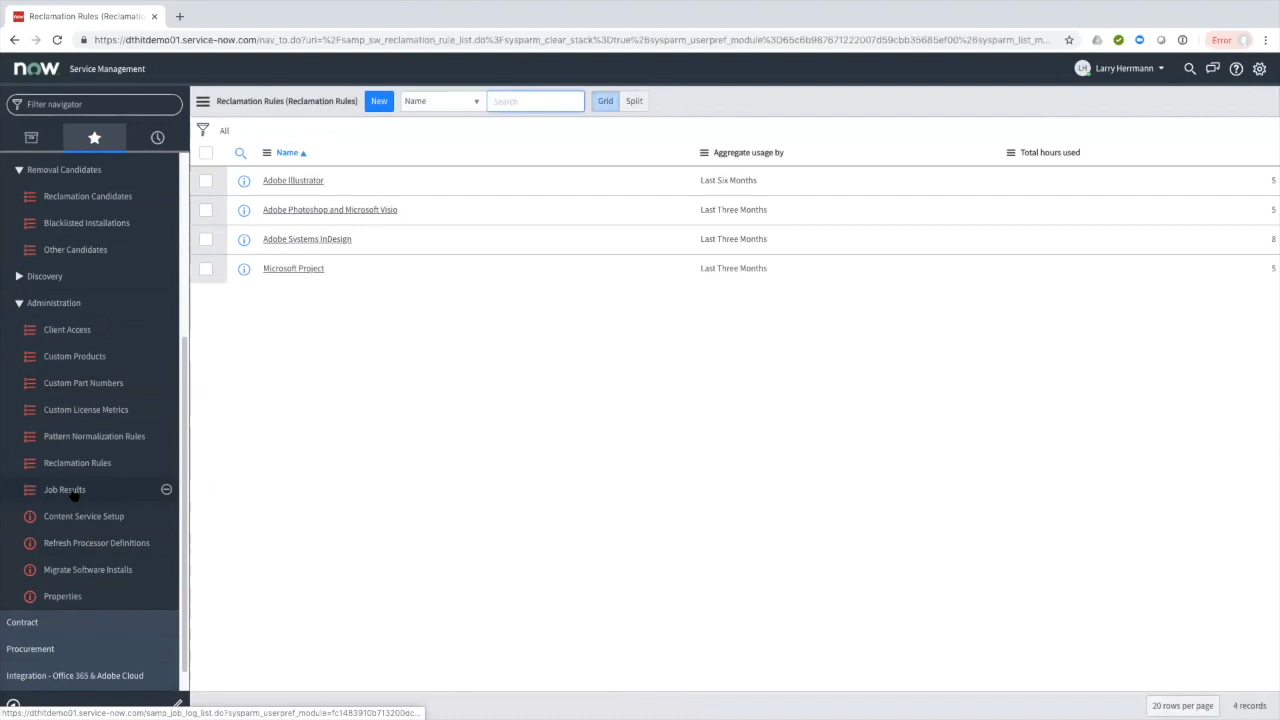 now Reclamation Rules (Reclamatio
https://dthitdemo01.service-now.com/nav_to.do?uri=%2Fsamp_sw_reclamation_rule_list.do%3Fsysparm_clear_stack%3Dtrue%26sysparm_userpref_module%3D65c6b987671222007d59cbb35685ef00%26sysparm_list_m...
Error
now Service Management
LH Larry Herrmann
Filter navigator
Reclamation Rules (Reclamation Rules) New Name Search Grid Split
All
Name Aggregate usage by Total hours used
Adobe Illustrator Last Six Months 5
Adobe Photoshop and Microsoft Visio Last Three Months 5
Adobe Systems InDesign Last Three Months 8
Microsoft Project Last Three Months 5
Removal Candidates
Reclamation Candidates
Blacklisted Installations
Other Candidates
Discovery
Administration
Client Access
Custom Products
Custom Part Numbers
Custom License Metrics
Pattern Normalization Rules
Reclamation Rules
Job Results
Content Service Setup
Refresh Processor Definitions
Migrate Software Installs
Properties
Contract
Procurement
Integration - Office 365 & Adobe Cloud
20 rows per page 4 records
https://dthitdemo01.service-now.com/samp_job_log_list.do?sysparm_userpref_module=fc1483910b713200dc...